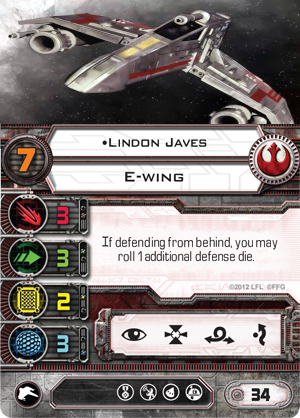 •Lindon Javes
7
E-wing
3
3
2
3
If defending from behind, you may
roll 1 additional defense die.
©2012 LFL ©FFG
34